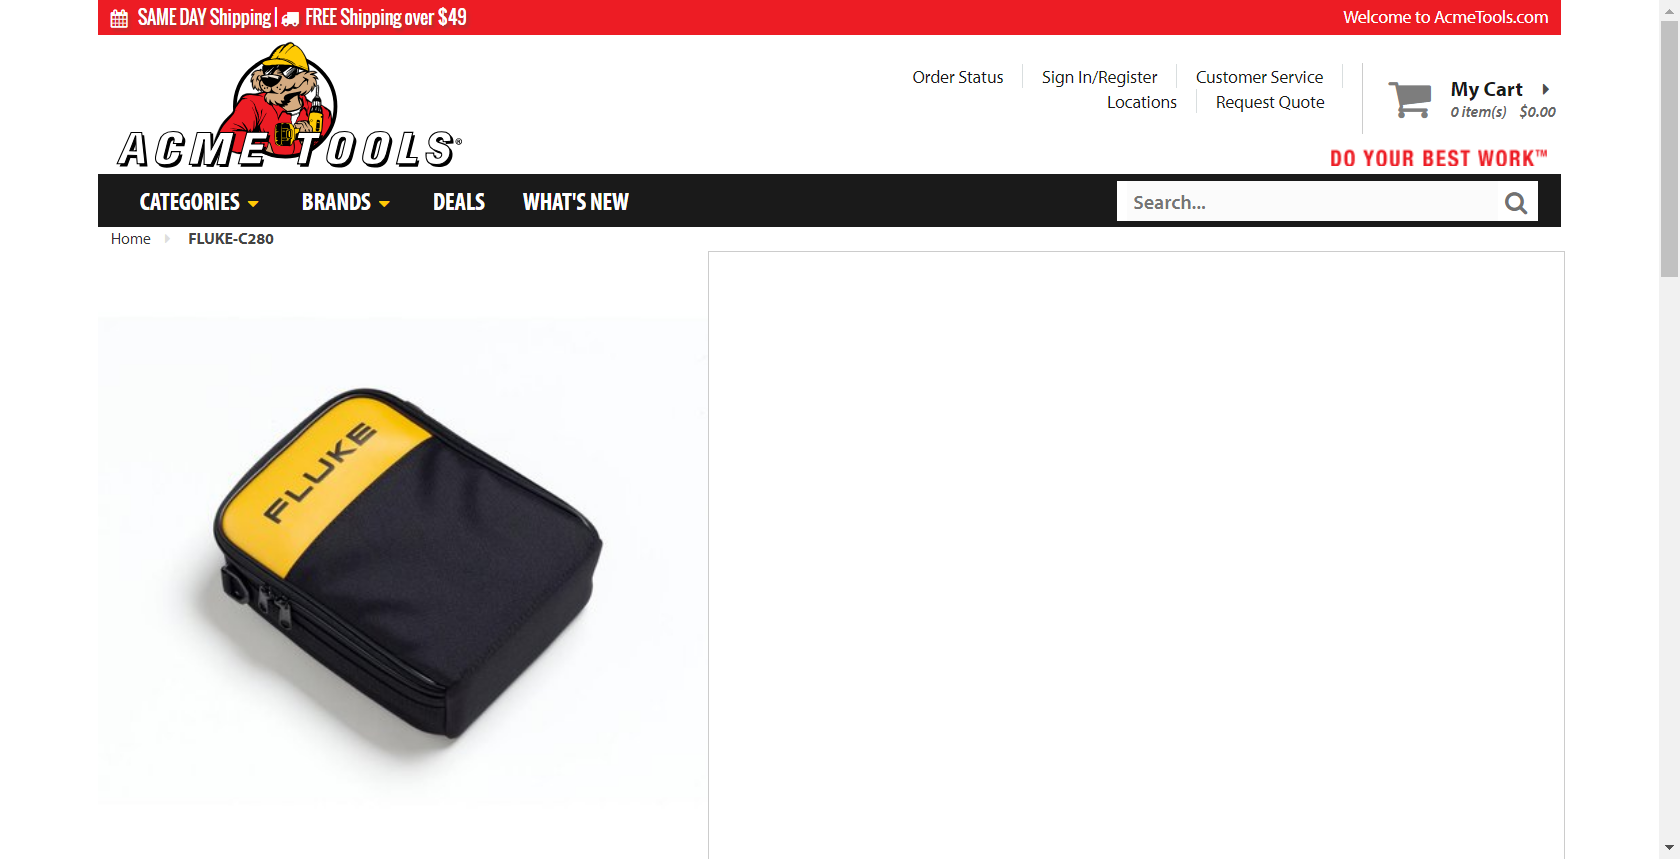 SAME DAY Shipping | FREE Shipping over $49
Welcome to AcmeTools.com
ACME TOOLS®
Order Status
Sign In/Register
Customer Service
Locations
Request Quote
My Cart
0 item(s) $0.00
DO YOUR BEST WORK™
CATEGORIES
BRANDS
DEALS
WHAT'S NEW
Search...
Home
FLUKE-C280
FLUKE